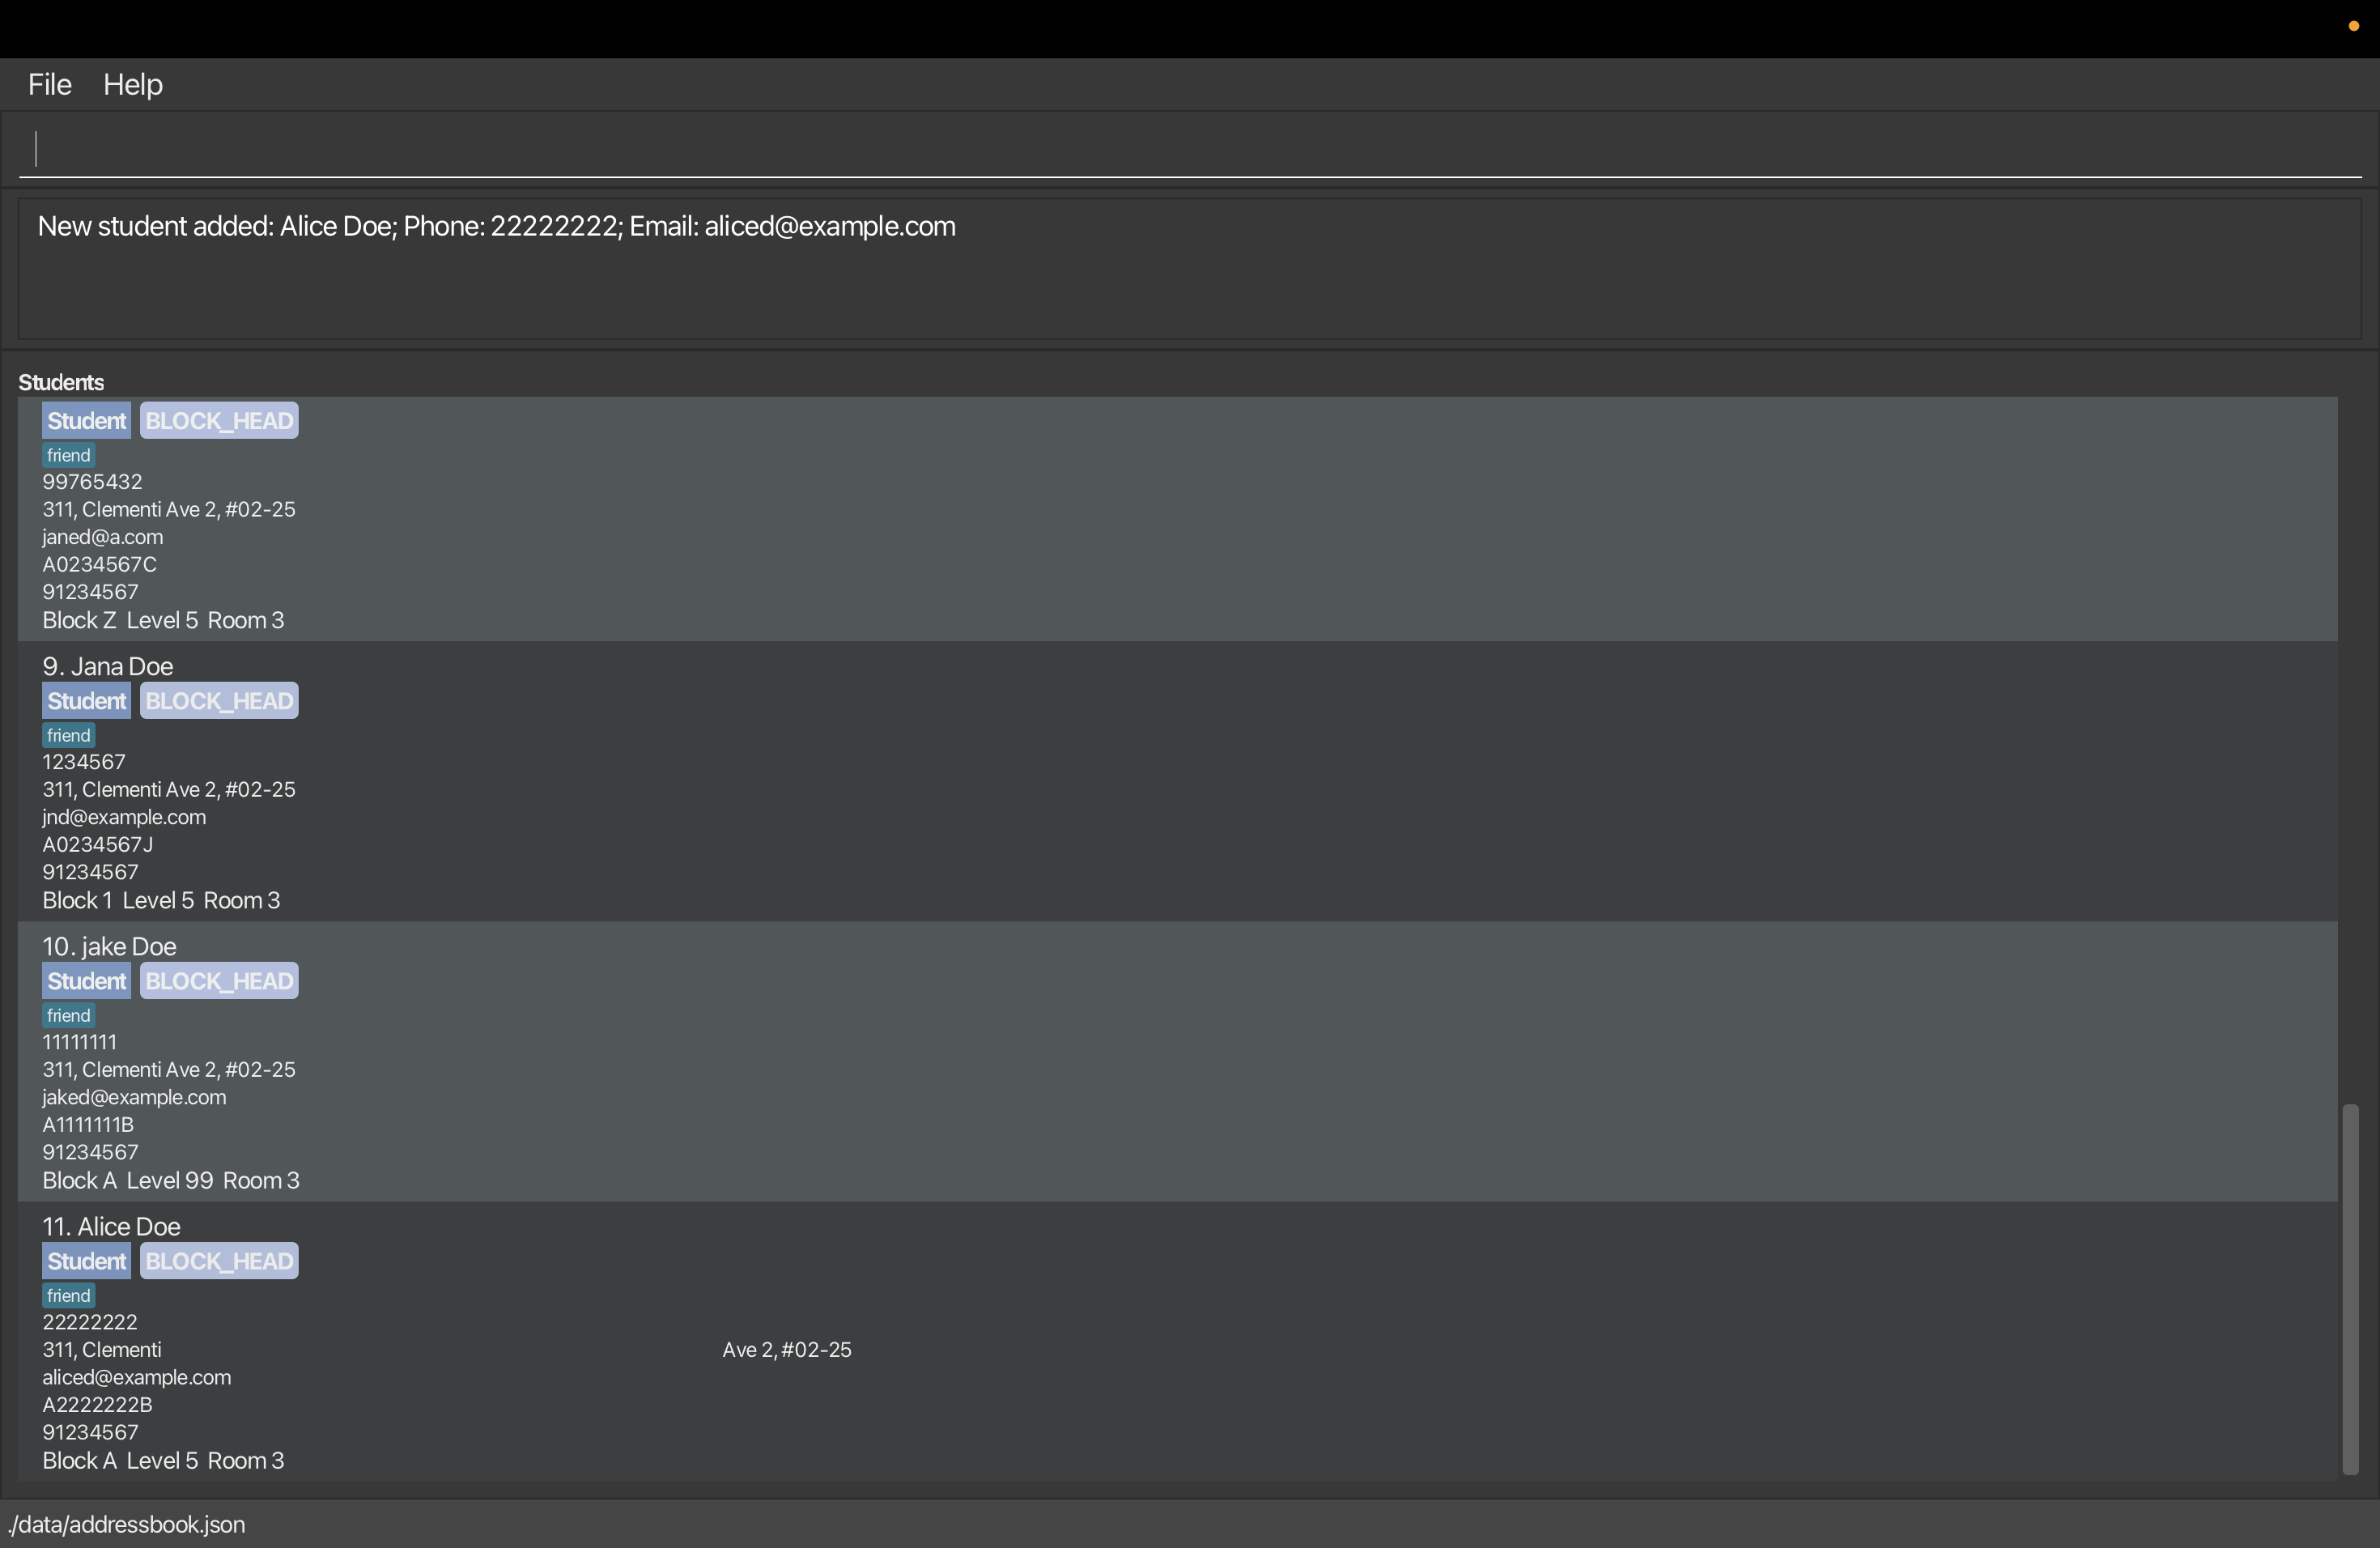 File Help
New student added: Alice Doe; Phone: 22222222; Email: aliced@example.com
Students
Student BLOCK_HEAD
friend
99765432
311, Clementi Ave 2, #02-25
janed@a.com
A0234567C
91234567
Block Z Level 5 Room 3
9. Jana Doe
Student BLOCK_HEAD
friend
1234567
311, Clementi Ave 2, #02-25
jnd@example.com
A0234567J
91234567
Block 1 Level 5 Room 3
10. jake Doe
Student BLOCK_HEAD
friend
11111111
311, Clementi Ave 2, #02-25
jaked@example.com
A1111111B
91234567
Block A Level 99 Room 3
11. Alice Doe
Student BLOCK_HEAD
friend
22222222
311, Clementi Ave 2, #02-25
aliced@example.com
A2222222B
91234567
Block A Level 5 Room 3
./data/addressbook.json